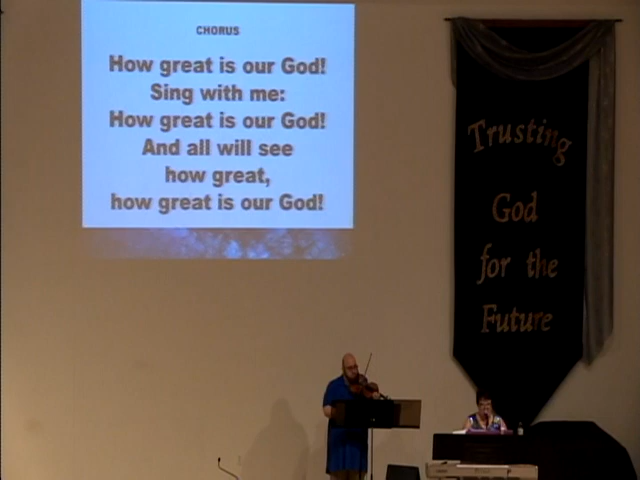 CHORUS
How great is our God!
Sing with me:
How great is our God!
And all will see
how great,
how great is our God!
Trusting
God
for the
Future